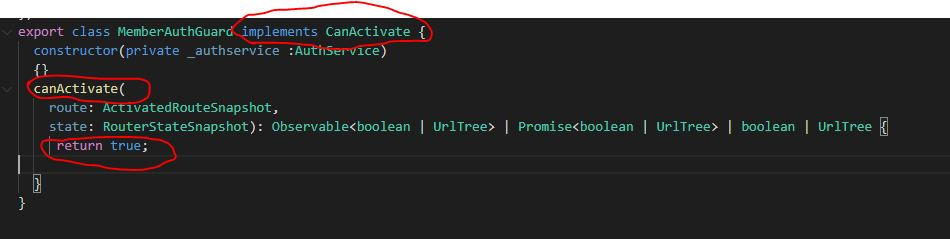 export class MemberAuthGuard implements CanActivate {
constructor(private _authservice :AuthService)
{}
canActivate(
route: ActivatedRouteSnapshot,
state: RouterStateSnapshot): Observable<boolean | UrlTree> | Promise<boolean | UrlTree> | boolean | UrlTree {
return true;
}
}